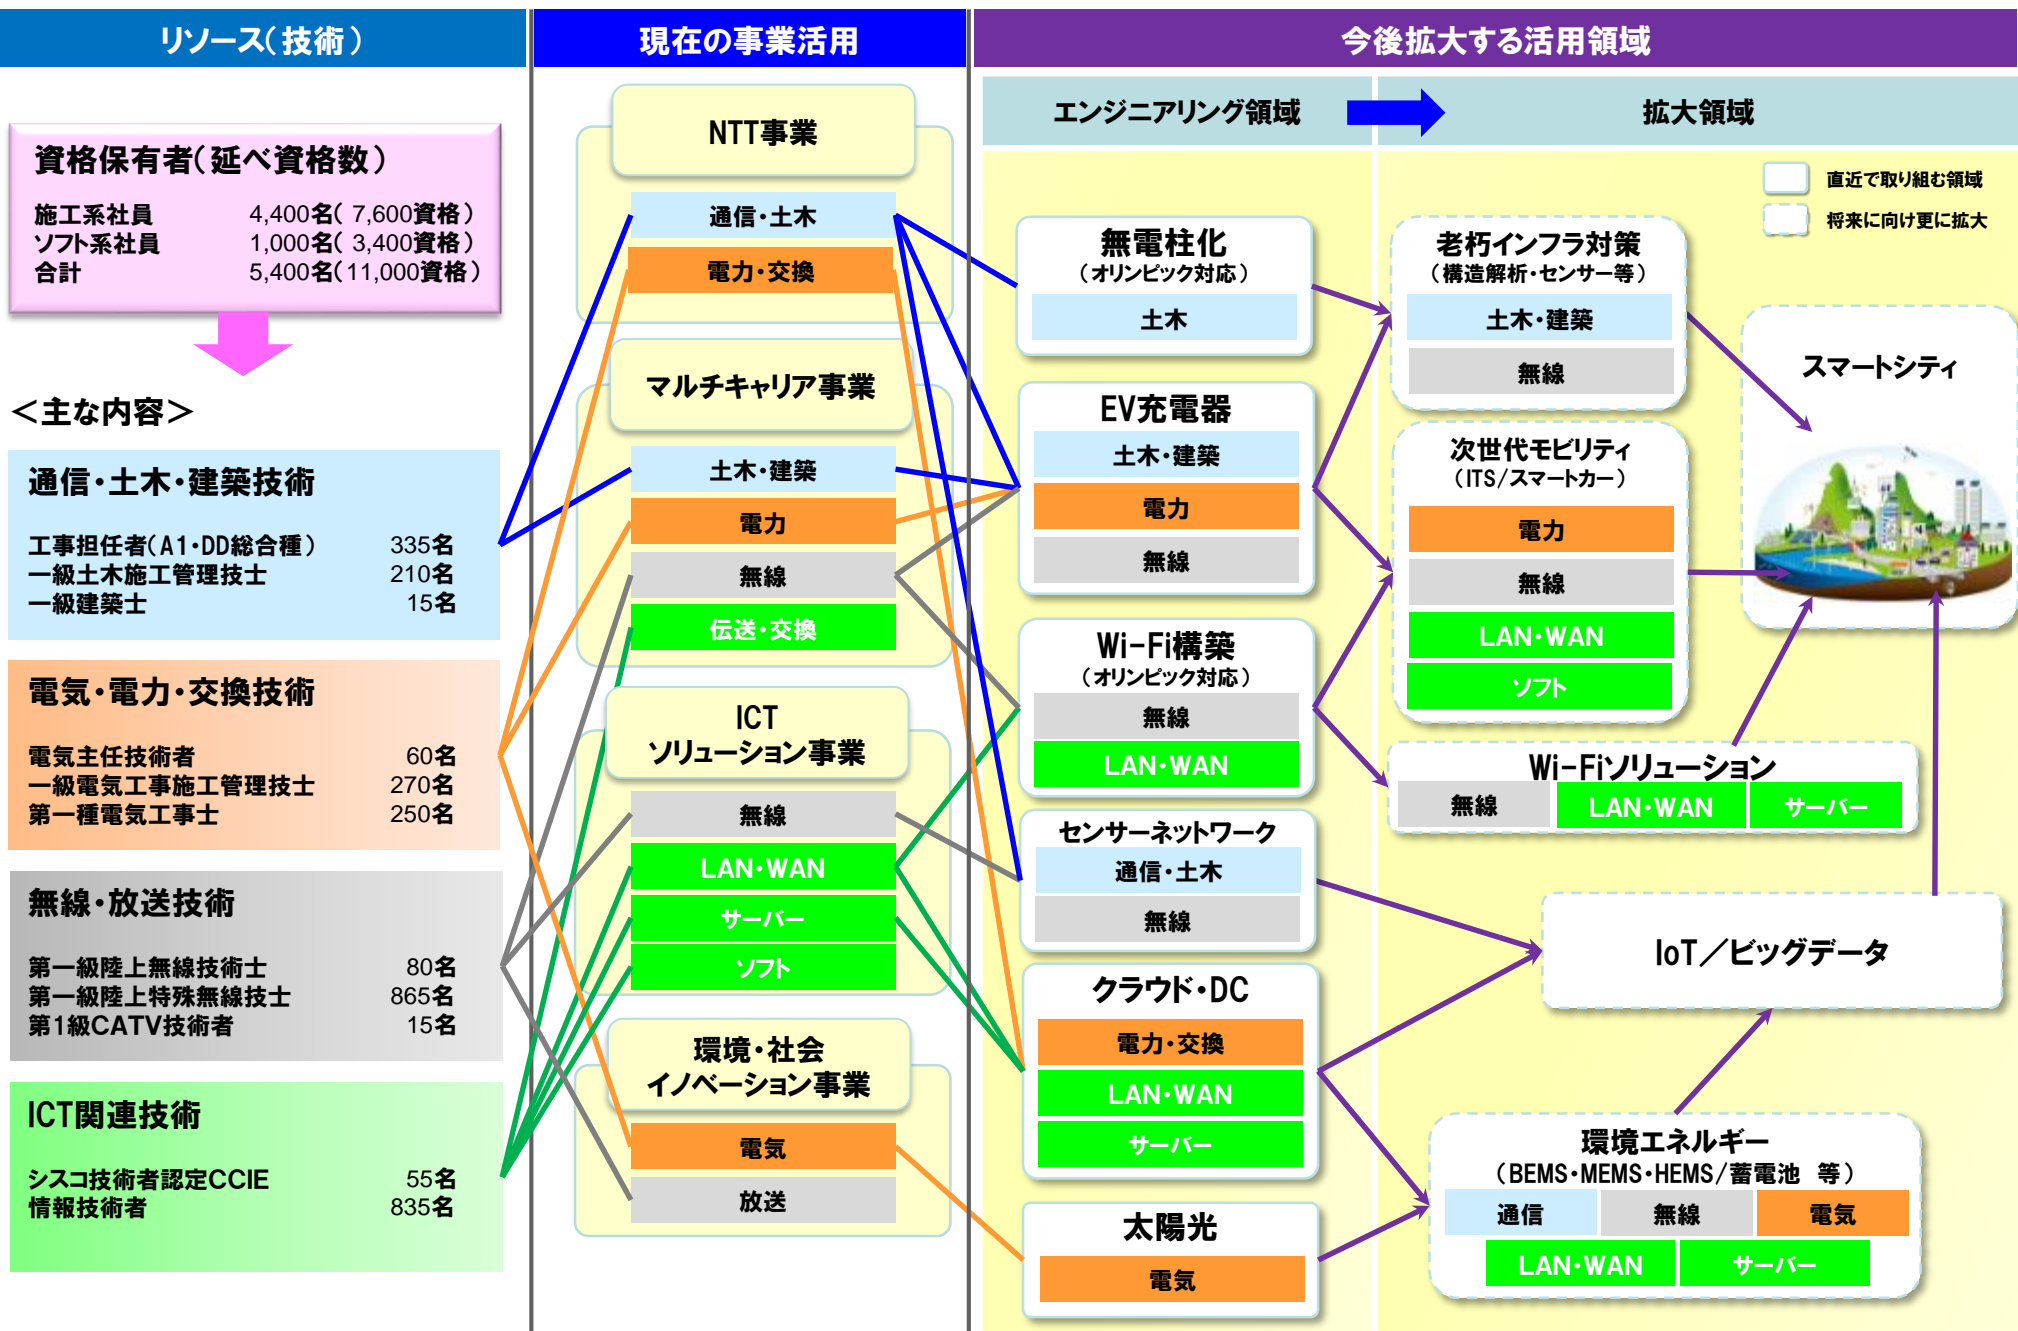 リソース（技術）
現在の事業活用
今後拡大する活用領域
資格保有者（延べ資格数）
施工系社員 4,400名（ 7,600資格）
ソフト系社員 1,000名（ 3,400資格）
合計 5,400名（11,000資格）
＜主な内容＞
通信・土木・建築技術
工事担任者（A1・DD総合種） 335名
一級土木施工管理技士 210名
一級建築士 15名
電気・電力・交換技術
電気主任技術者 60名
一級電気工事施工管理技士 270名
第一種電気工事士 250名
無線・放送技術
第一級陸上無線技術士 80名
第一級陸上特殊無線技士 865名
第1級CATV技術者 15名
ICT関連技術
シスコ技術者認定CCIE 55名
情報技術者 835名
NTT事業
通信・土木
電力・交換
マルチキャリア事業
土木・建築
電力
無線
伝送・交換
ICT
ソリューション事業
無線
LAN・WAN
サーバー
ソフト
環境・社会
イノベーション事業
電気
放送
エンジニアリング領域
拡大領域
直近で取り組む領域
将来に向け更に拡大
無電柱化
（オリンピック対応）
土木
EV充電器
土木・建築
電力
無線
Wi-Fi構築
（オリンピック対応）
無線
LAN・WAN
センサーネットワーク
通信・土木
無線
クラウド・DC
電力・交換
LAN・WAN
サーバー
太陽光
電気
老朽インフラ対策
（構造解析・センサー等）
土木・建築
無線
次世代モビリティ
（ITS/スマートカー）
電力
無線
LAN・WAN
ソフト
Wi-Fiソリューション
無線
LAN・WAN
サーバー
スマートシティ
IoT／ビッグデータ
環境エネルギー
（BEMS・MEMS・HEMS/蓄電池 等）
通信
無線
電気
LAN・WAN
サーバー